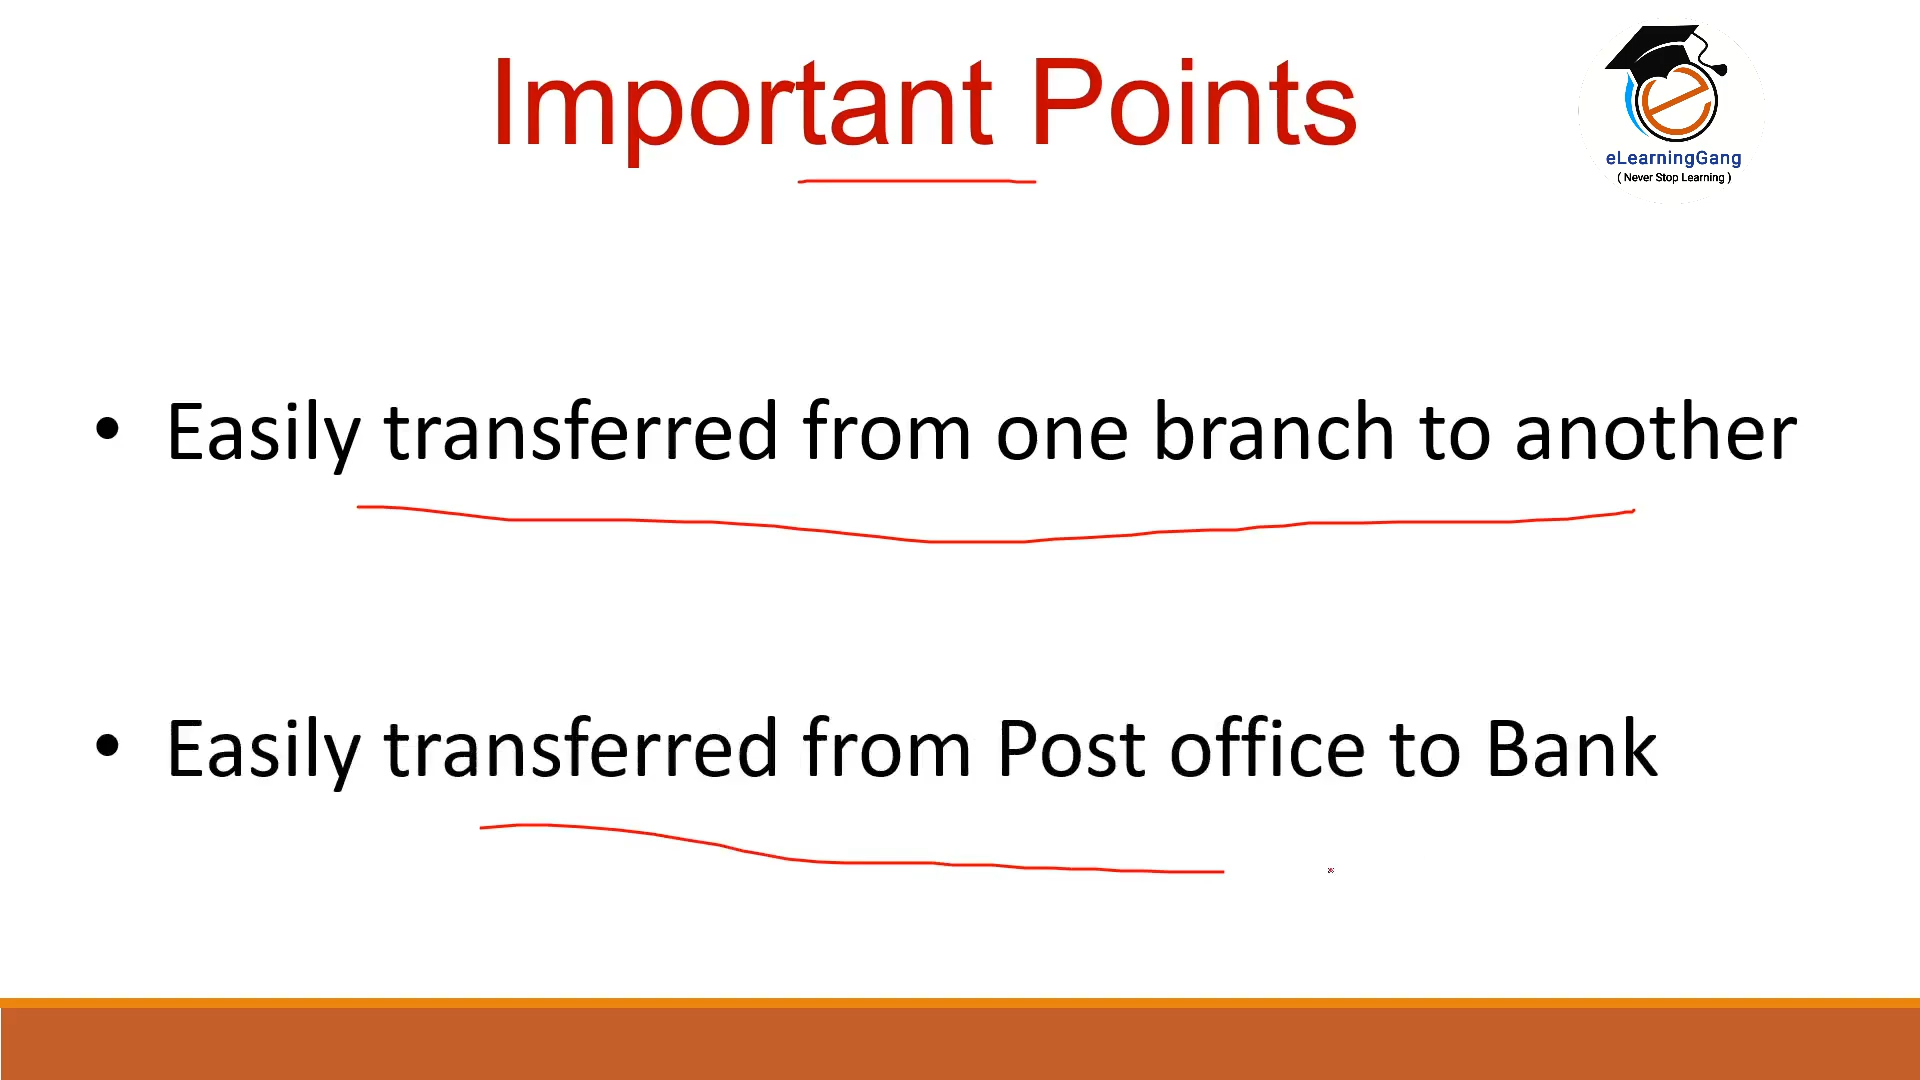 Important Points
eLearningGang
( Never Stop Learning )
• Easily transferred from one branch to another
• Easily transferred from Post office to Bank